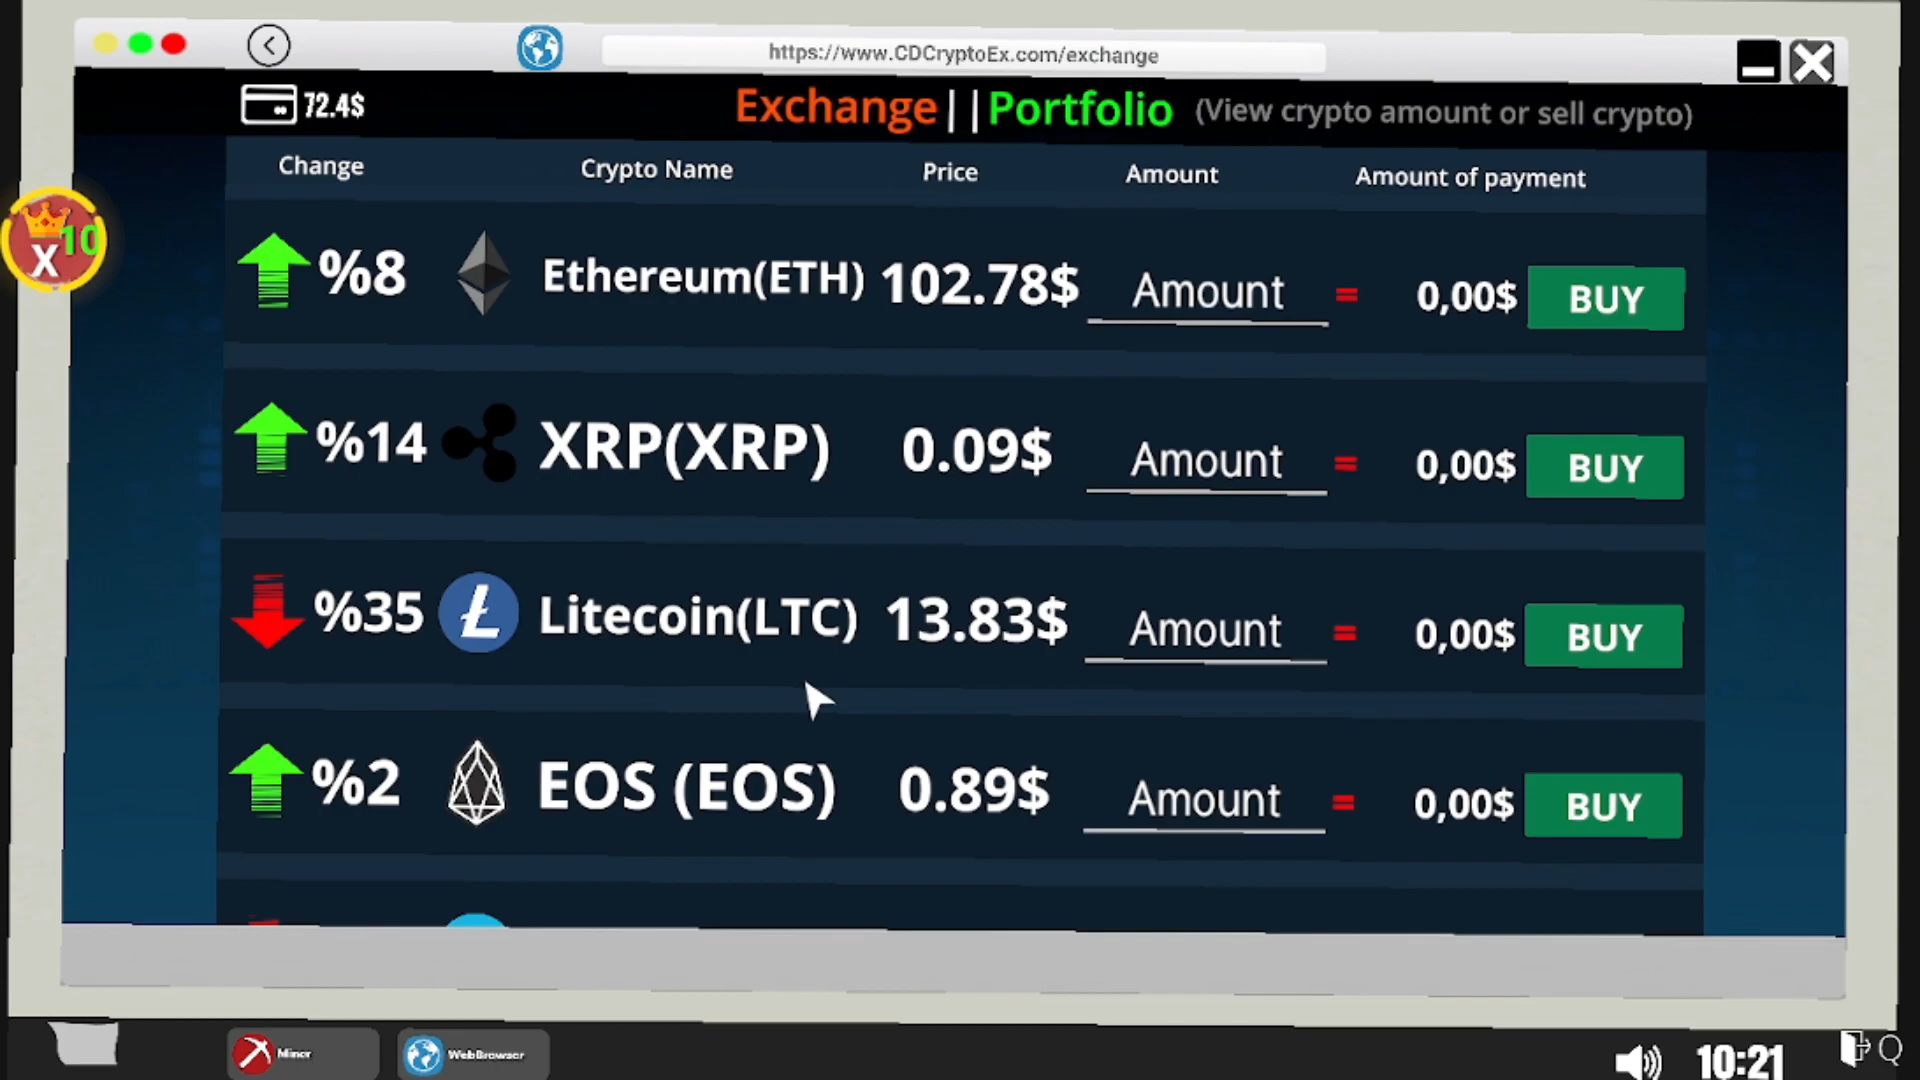 https://www.CDCryptoEx.com/exchange
72.4$ Exchange||Portfolio (View crypto amount or sell crypto)
Change Crypto Name Price Amount Amount of payment
X10
%8 Ethereum(ETH) 102.78$ Amount = 0,00$ BUY
%14 XRP(XRP) 0.09$ Amount = 0,00$ BUY
%35 Ł Litecoin(LTC) 13.83$ Amount = 0,00$ BUY
%2 EOS (EOS) 0.89$ Amount = 0,00$ BUY
Miner WebBrowser 10:21 Q